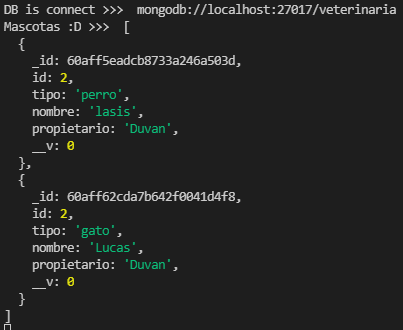 DB is connect >>>  mongodb://localhost:27017/veterinaria
Mascotas :D >>>  [
  {
    _id: 60aff5eadcb8733a246a503d,
    id: 2,
    tipo: 'perro',
    nombre: 'lasis',
    propietario: 'Duvan',
    __v: 0
  },
  {
    _id: 60aff62cda7b642f0041d4f8,
    id: 2,
    tipo: 'gato',
    nombre: 'Lucas',
    propietario: 'Duvan',
    __v: 0
  }
]